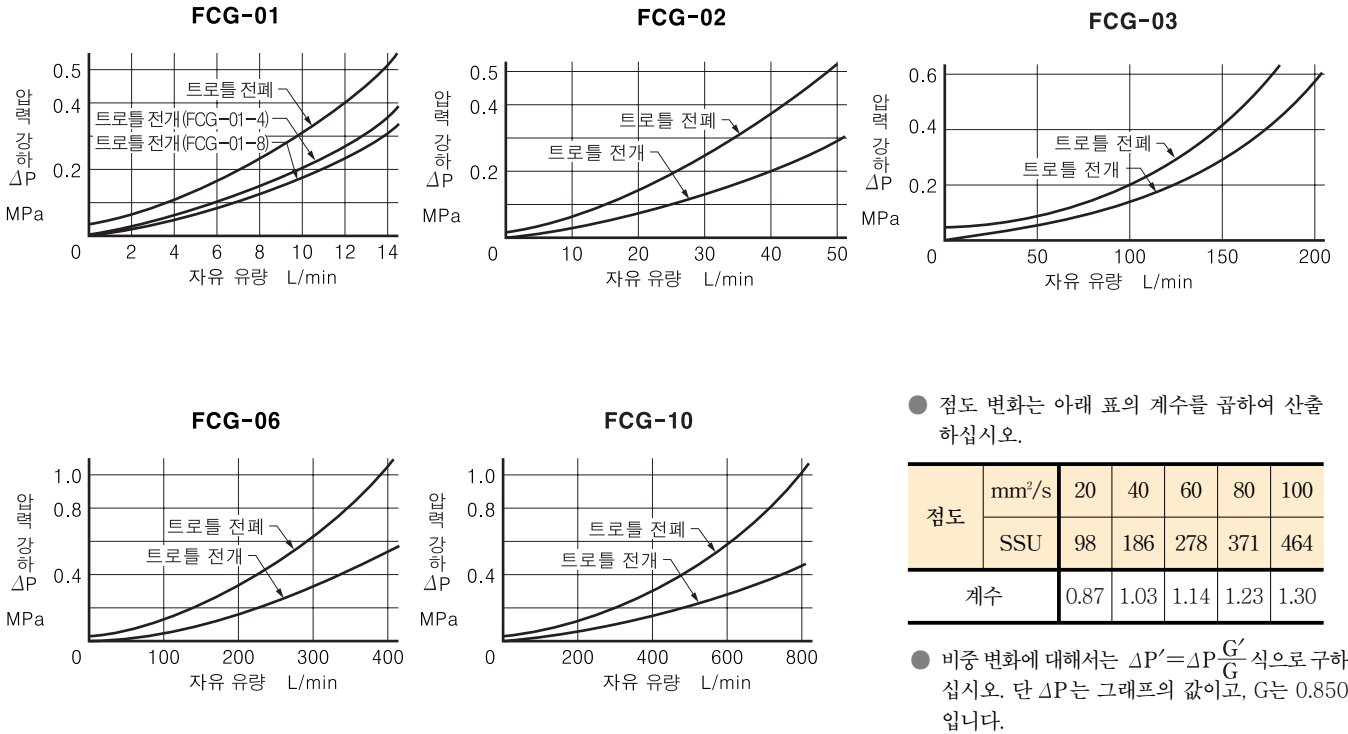 FCG-01
0.5
0.4
0.2
압력 강하
ΔP
MPa
트로틀 전폐
트로틀 전개(FCG-01-4)
트로틀 전개(FCG-01-8)
0 2 4 6 8 10 12 14
자유 유량 L/min
FCG-02
0.5
0.4
0.2
압력 강하
ΔP
MPa
트로틀 전폐
트로틀 전개
0 10 20 30 40 50
자유 유량 L/min
FCG-03
0.6
0.4
0.2
압력 강하
ΔP
MPa
트로틀 전폐
트로틀 전개
0 50 100 150 200
자유 유량 L/min
FCG-06
1.0
0.8
0.4
압력 강하
ΔP
MPa
트로틀 전폐
트로틀 전개
0 100 200 300 400
자유 유량 L/min
FCG-10
1.0
0.8
0.4
압력 강하
ΔP
MPa
트로틀 전폐
트로틀 전개
0 200 400 600 800
자유 유량 L/min
● 점도 변화는 아래 표의 계수를 곱하여 산출
하십시오.
점도 mm²/s 20 40 60 80 100
SSU 98 186 278 371 464
계수 0.87 1.03 1.14 1.23 1.30
● 비중 변화에 대해서는 ΔP′=ΔP G′/G 식으로 구하
십시오. 단 ΔP는 그래프의 값이고, G는 0.850
입니다.